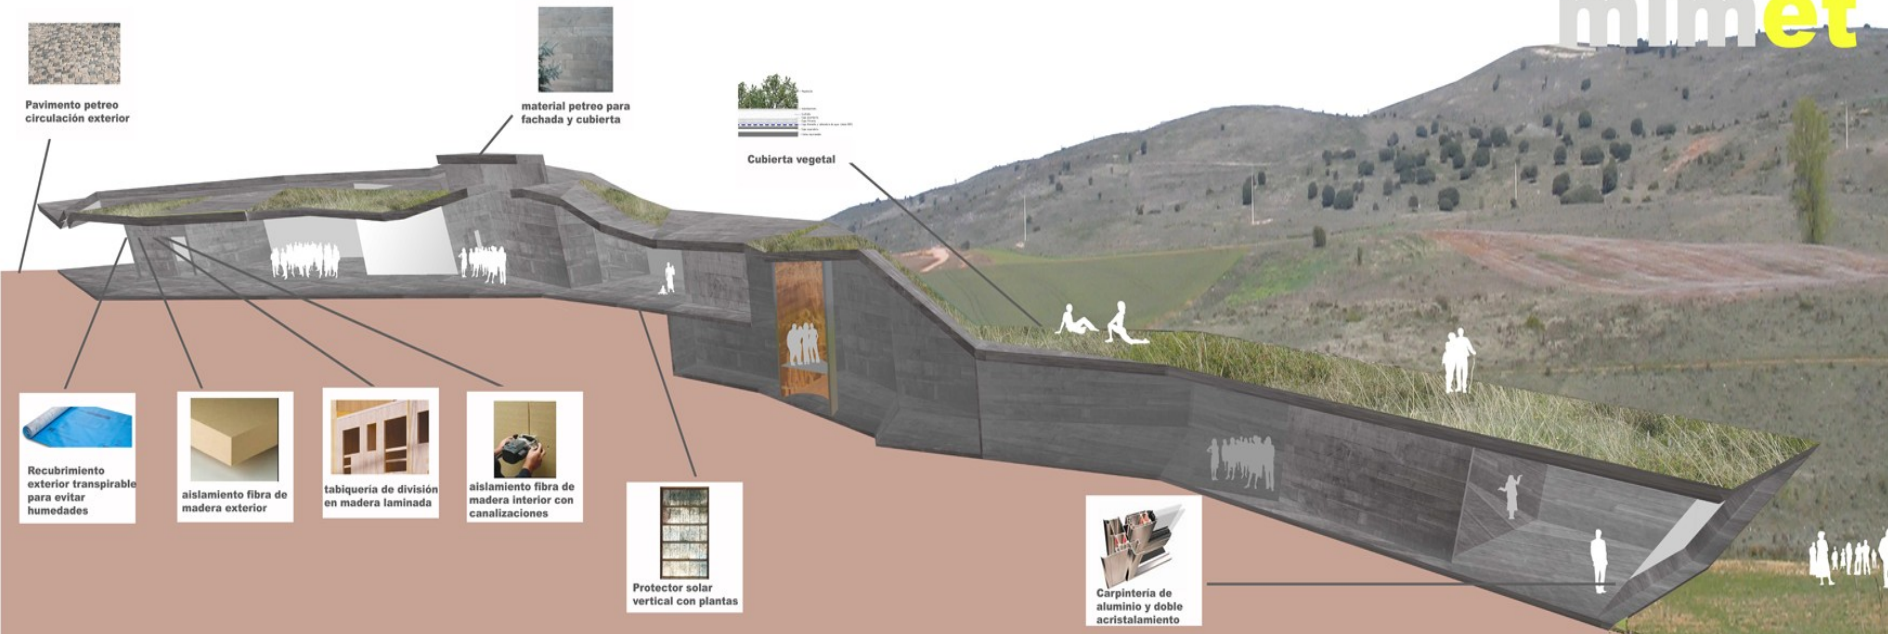 mimet
Pavimento petreo
circulación exterior
material petreo para
fachada y cubierta
Cubierta vegetal
Recubrimiento
exterior transpirable
para evitar
humedades
aislamiento fibra de
madera exterior
tabiquería de división
en madera laminada
aislamiento fibra de
madera interior con
canalizaciones
Protector solar
vertical con plantas
Carpintería de
aluminio y doble
acristalamiento